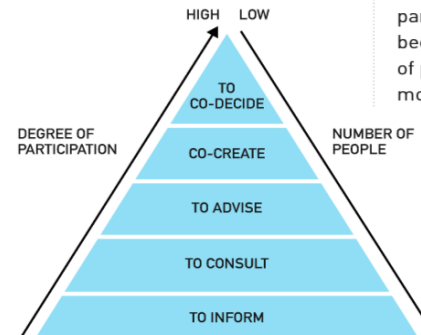 HIGH LOW
TO
CO-DECIDE
DEGREE OF
PARTICIPATION
NUMBER OF
PEOPLE
CO-CREATE
TO ADVISE
TO CONSULT
TO INFORM
of